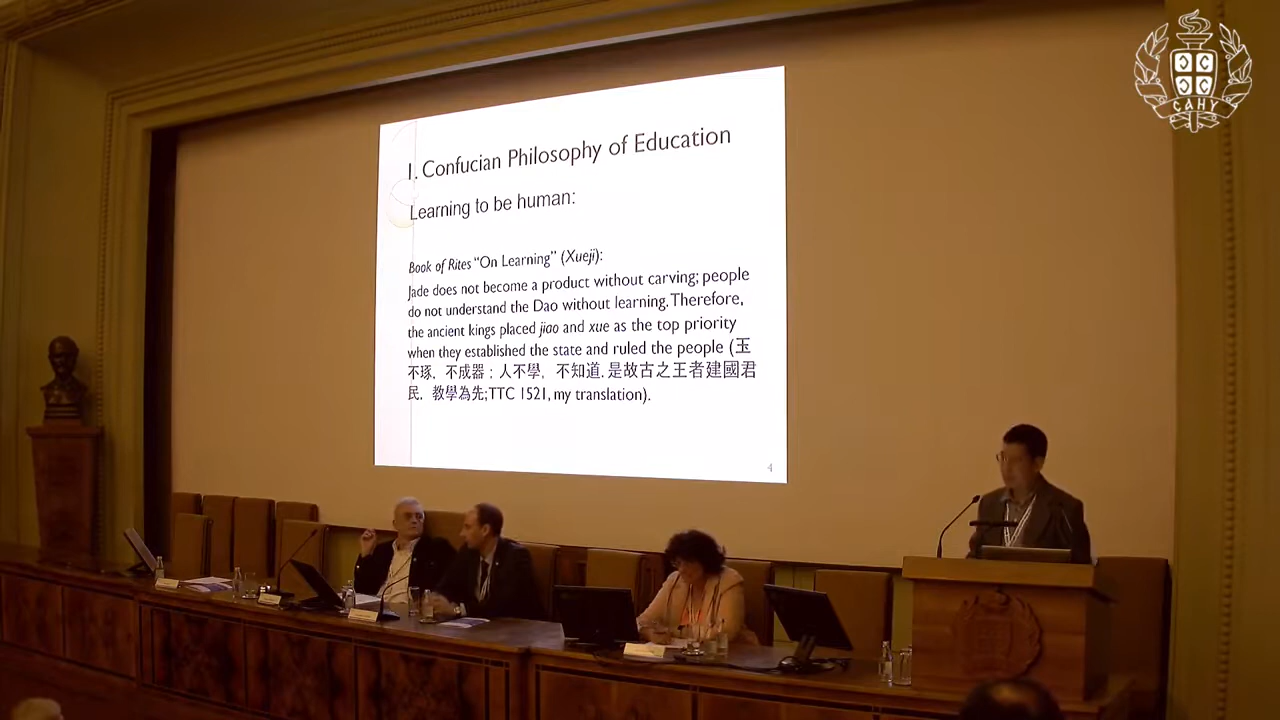 1. Confucian Philosophy of Education
Learning to be human:
Book of Rites "On Learning" (Xueji):
Jade does not become a product without carving; people
do not understand the Dao without learning. Therefore,
the ancient kings placed jiao and xue as the top priority
when they established the state and ruled the people (玉
不琢，不成器；人不學，不知道. 是故古之王者建國君
民，教學為先; TTC 1521, my translation).
4
САНУ